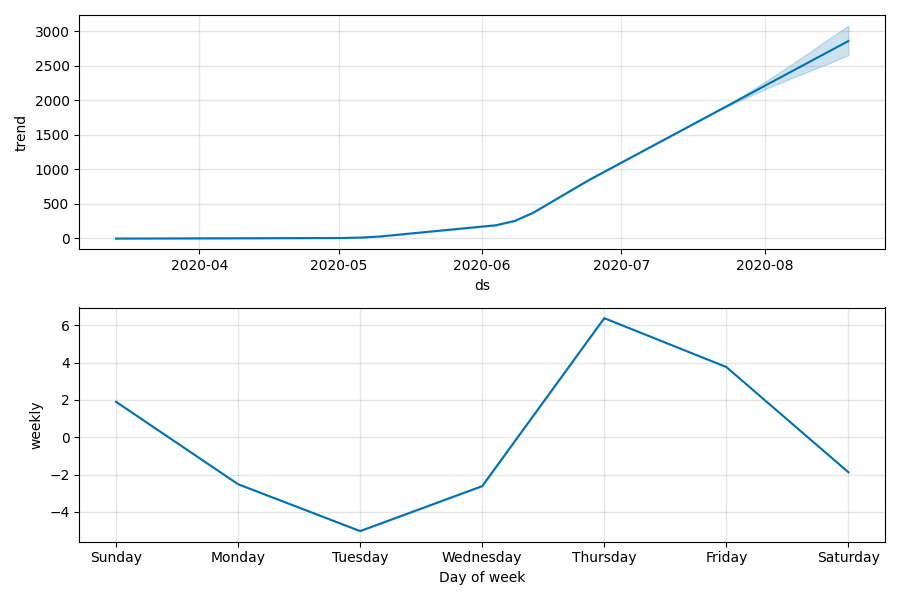 3000
2500
2000
1500
1000
500
0
trend
2020-04 2020-05 2020-06 2020-07 2020-08
ds
6
4
2
0
−2
−4
weekly
Sunday Monday Tuesday Wednesday Thursday Friday Saturday
Day of week